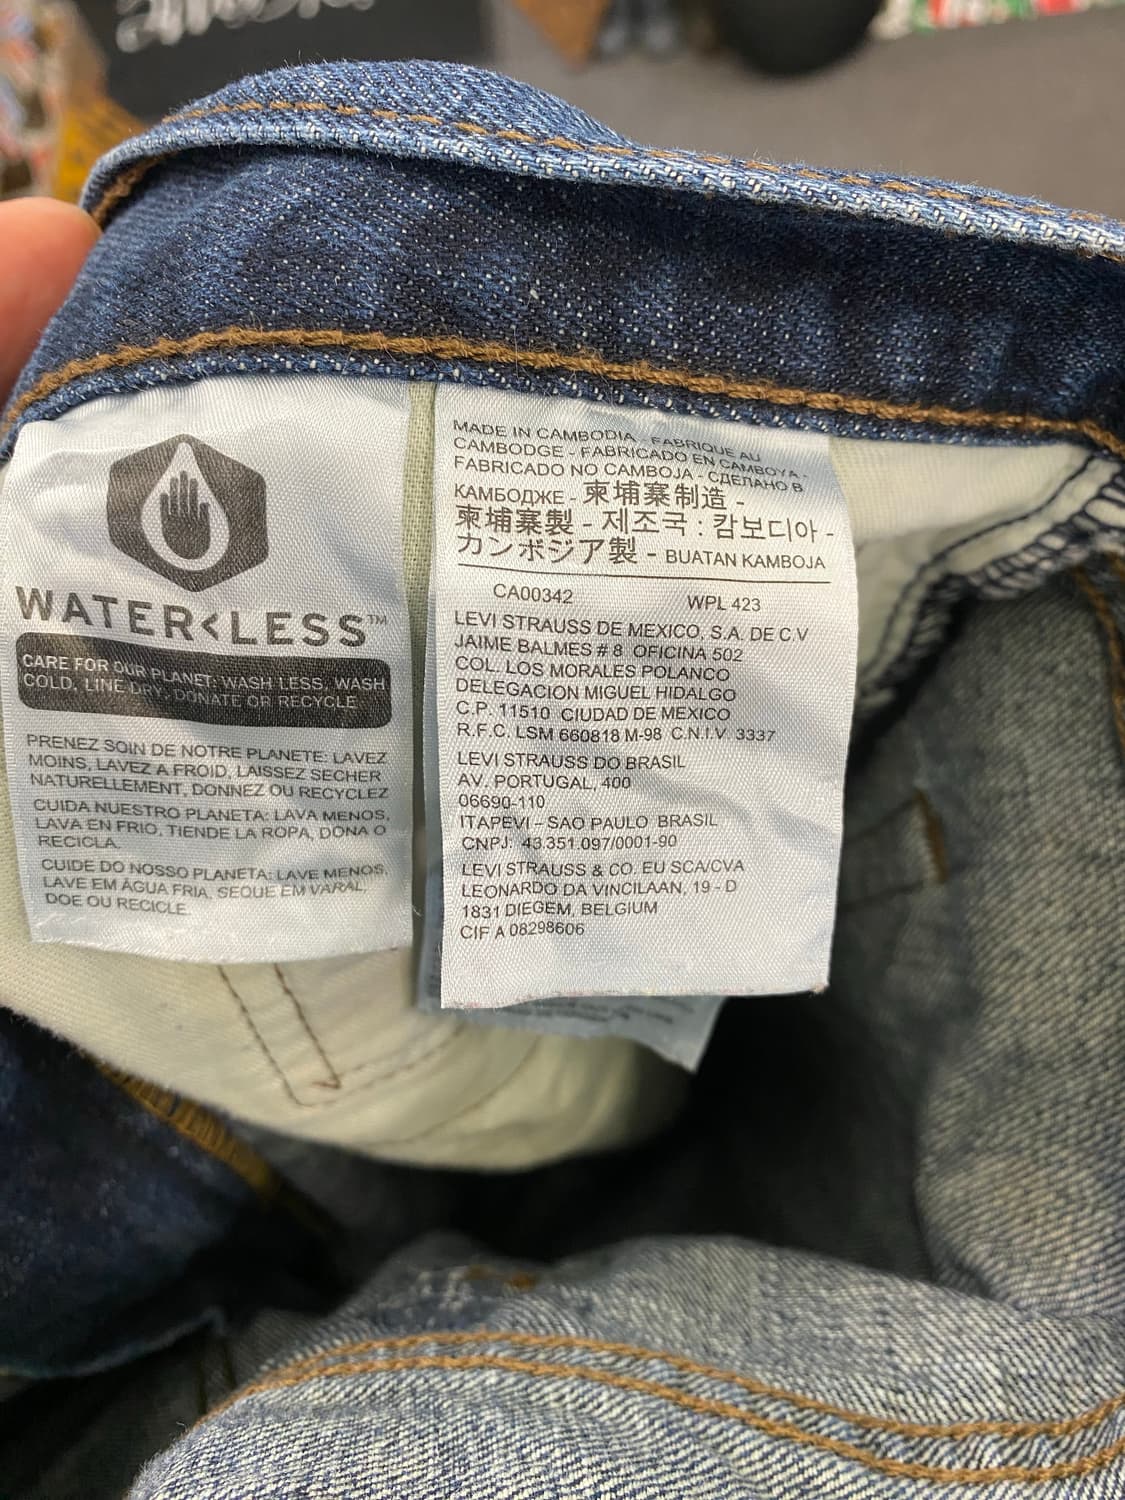 WATER<LESS™
CARE FOR OUR PLANET: WASH LESS, WASH
COLD, LINE DRY, DONATE OR RECYCLE
PRENEZ SOIN DE NOTRE PLANETE: LAVEZ
MOINS, LAVEZ A FROID, LAISSEZ SECHER
NATURELLEMENT, DONNEZ OU RECYCLEZ
CUIDA NUESTRO PLANETA: LAVA MENOS,
LAVA EN FRIO, TIENDE LA ROPA, DONA O
RECICLA.
CUIDE DO NOSSO PLANETA: LAVE MENOS,
LAVE EM ÁGUA FRIA, SEQUE EM VARAL,
DOE OU RECICLE.
MADE IN CAMBODIA - FABRIQUE AU
CAMBODGE - FABRICADO EN CAMBOYA -
FABRICADO NO CAMBOJA - СДЕЛАНО В
КАМБОДЖЕ - 柬埔寨制造 -
柬埔寨製 - 제조국 : 캄보디아 -
カンボジア製 - BUATAN KAMBOJA
CA00342 WPL 423
LEVI STRAUSS DE MEXICO, S.A. DE C.V
JAIME BALMES # 8 OFICINA 502
COL. LOS MORALES POLANCO
DELEGACION MIGUEL HIDALGO
C.P. 11510 CIUDAD DE MEXICO
R.F.C. LSM 660818 M-98 C.N.I.V. 3337
LEVI STRAUSS DO BRASIL
AV. PORTUGAL, 400
06690-110
ITAPEVI – SAO PAULO BRASIL
CNPJ: 43.351.097/0001-90
LEVI STRAUSS & CO. EU SCA/CVA
LEONARDO DA VINCILAAN, 19 - D
1831 DIEGEM, BELGIUM
CIF A 08298606